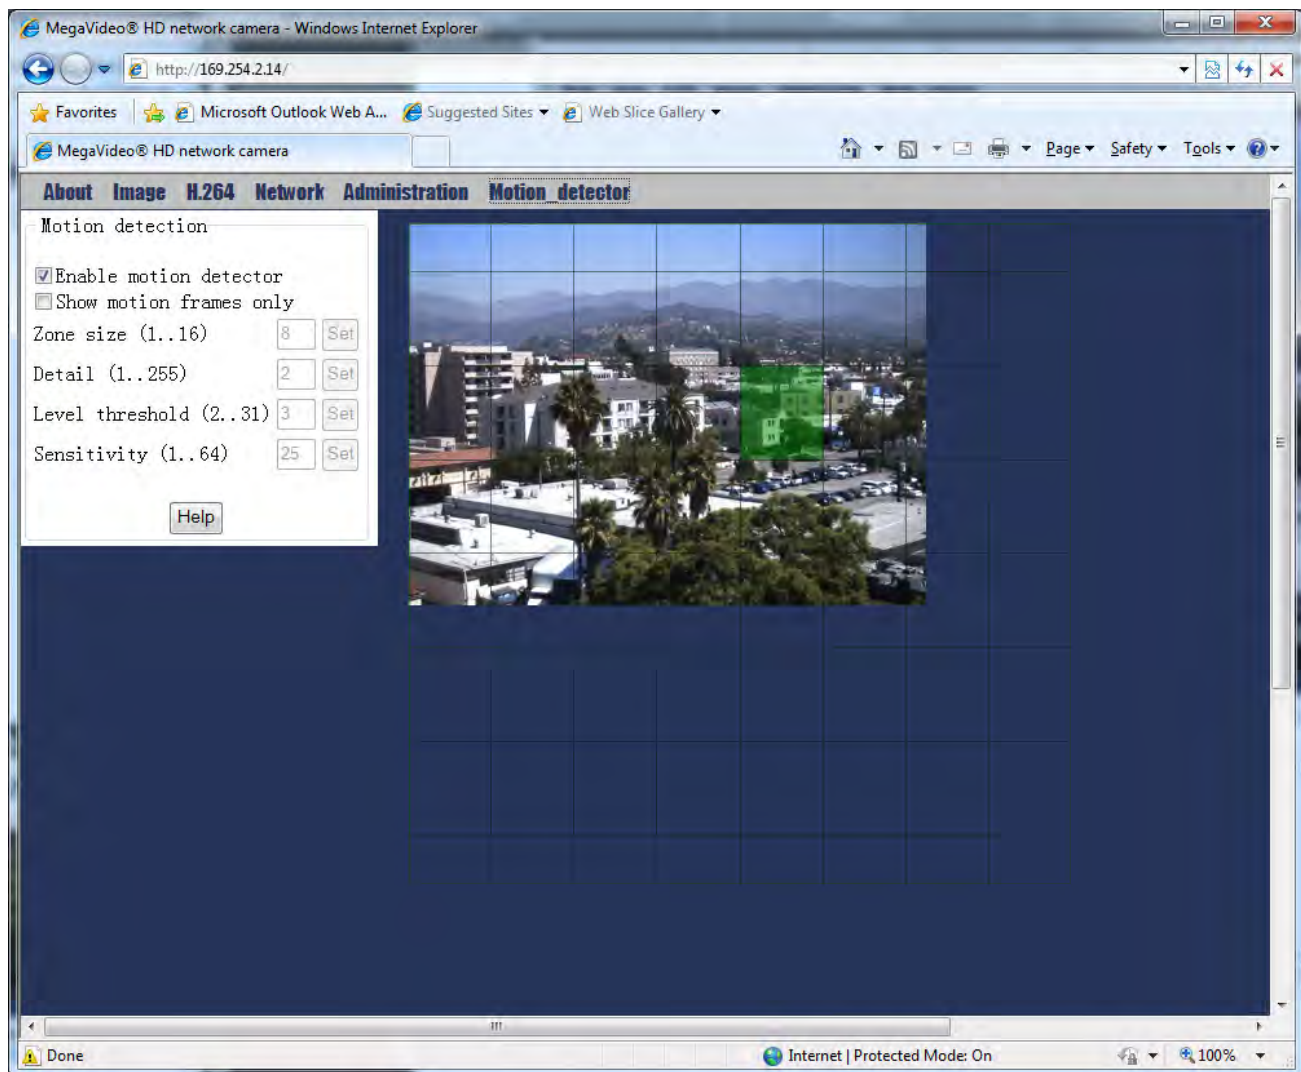 MegaVideo® HD network camera - Windows Internet Explorer
http://169.254.2.14/
Favorites Microsoft Outlook Web A... Suggested Sites Web Slice Gallery
MegaVideo® HD network camera Page Safety Tools
About Image H.264 Network Administration Motion_detector
Motion detection
Enable motion detector
Show motion frames only
Zone size (1..16) 8 Set
Detail (1..255) 2 Set
Level threshold (2..31) 3 Set
Sensitivity (1..64) 25 Set
Help
Done Internet | Protected Mode: On 100%